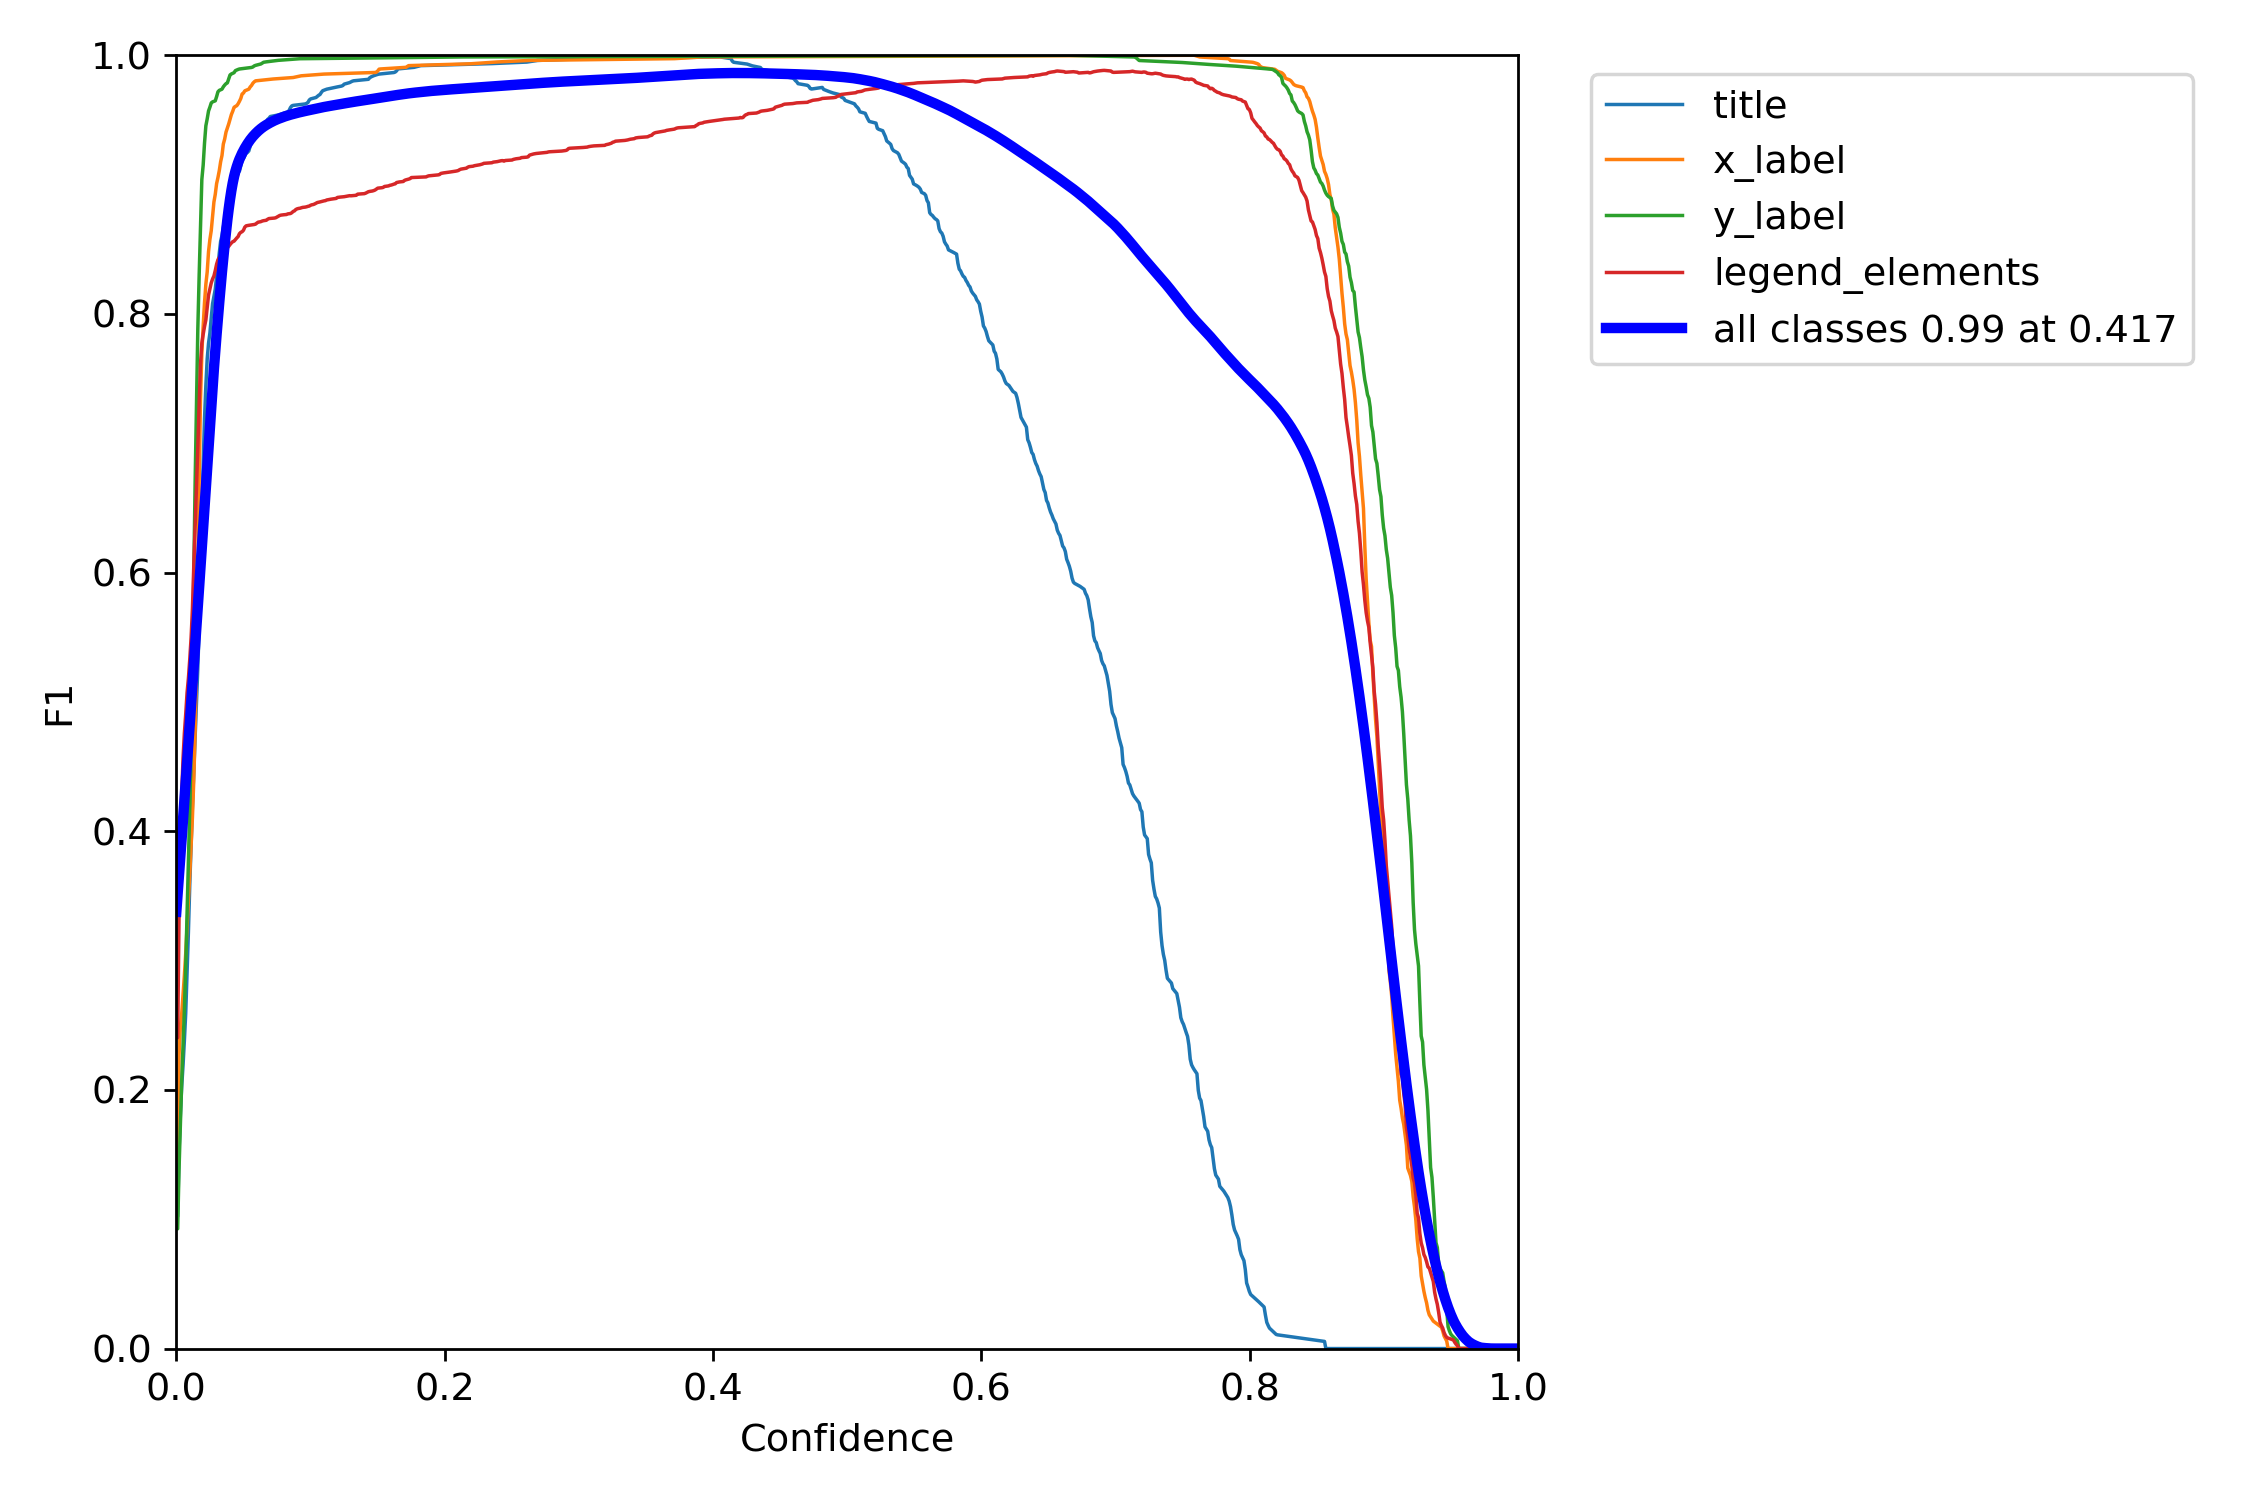 1.0
0.8
0.6
0.4
0.2
0.0
F1
0.0 0.2 0.4 0.6 0.8 1.0
Confidence
title
x_label
y_label
legend_elements
all classes 0.99 at 0.417